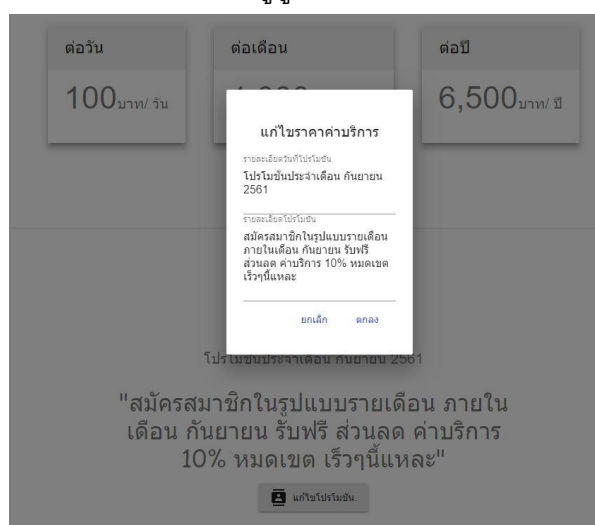 ต่อวัน
ต่อเดือน
ต่อปี
100บาท/ วัน
6,500บาท/ ปี
แก้ไขราคาค่าบริการ
รายละเอียดวันที่โปรโมชั่น
โปรโมชั่นประจำเดือน กันยายน
2561
รายละเอียดโปรโมชั่น
สมัครสมาชิกในรูปแบบรายเดือน
ภายในเดือน กันยายน รับฟรี
ส่วนลด ค่าบริการ 10% หมดเขต
เร็วๆนี้แหละ
ยกเลิก
ตกลง
โปรโมชั่นประจำเดือน กันยายน 2561
"สมัครสมาชิกในรูปแบบรายเดือน ภายใน
เดือน กันยายน รับฟรี ส่วนลด ค่าบริการ
10% หมดเขต เร็วๆนี้แหละ"
แก้ไขโปรโมชั่น